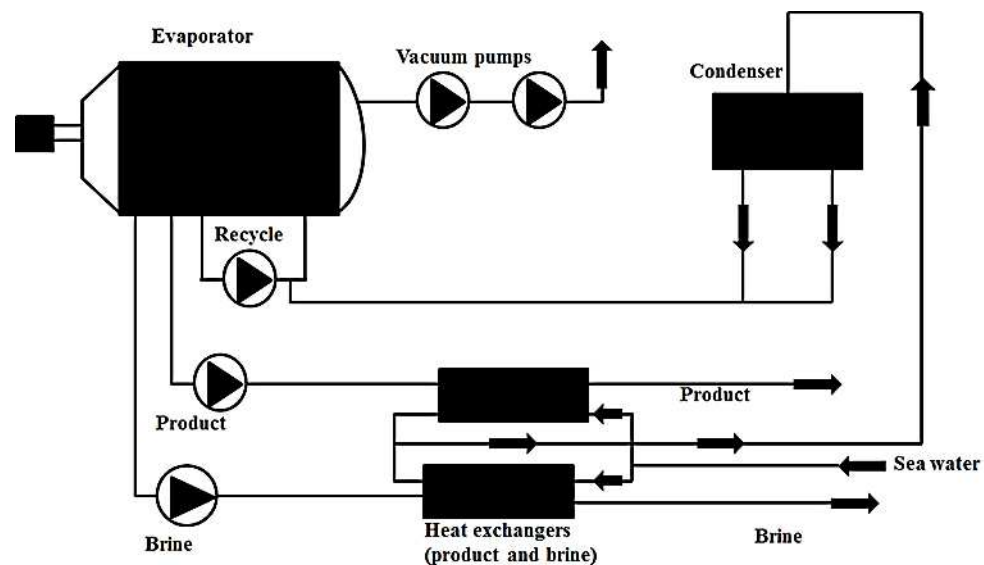 Evaporator
Vacuum pumps
Condenser
Recycle
Product
Product
Sea water
Heat exchangers
(product and brine)
Brine
Brine